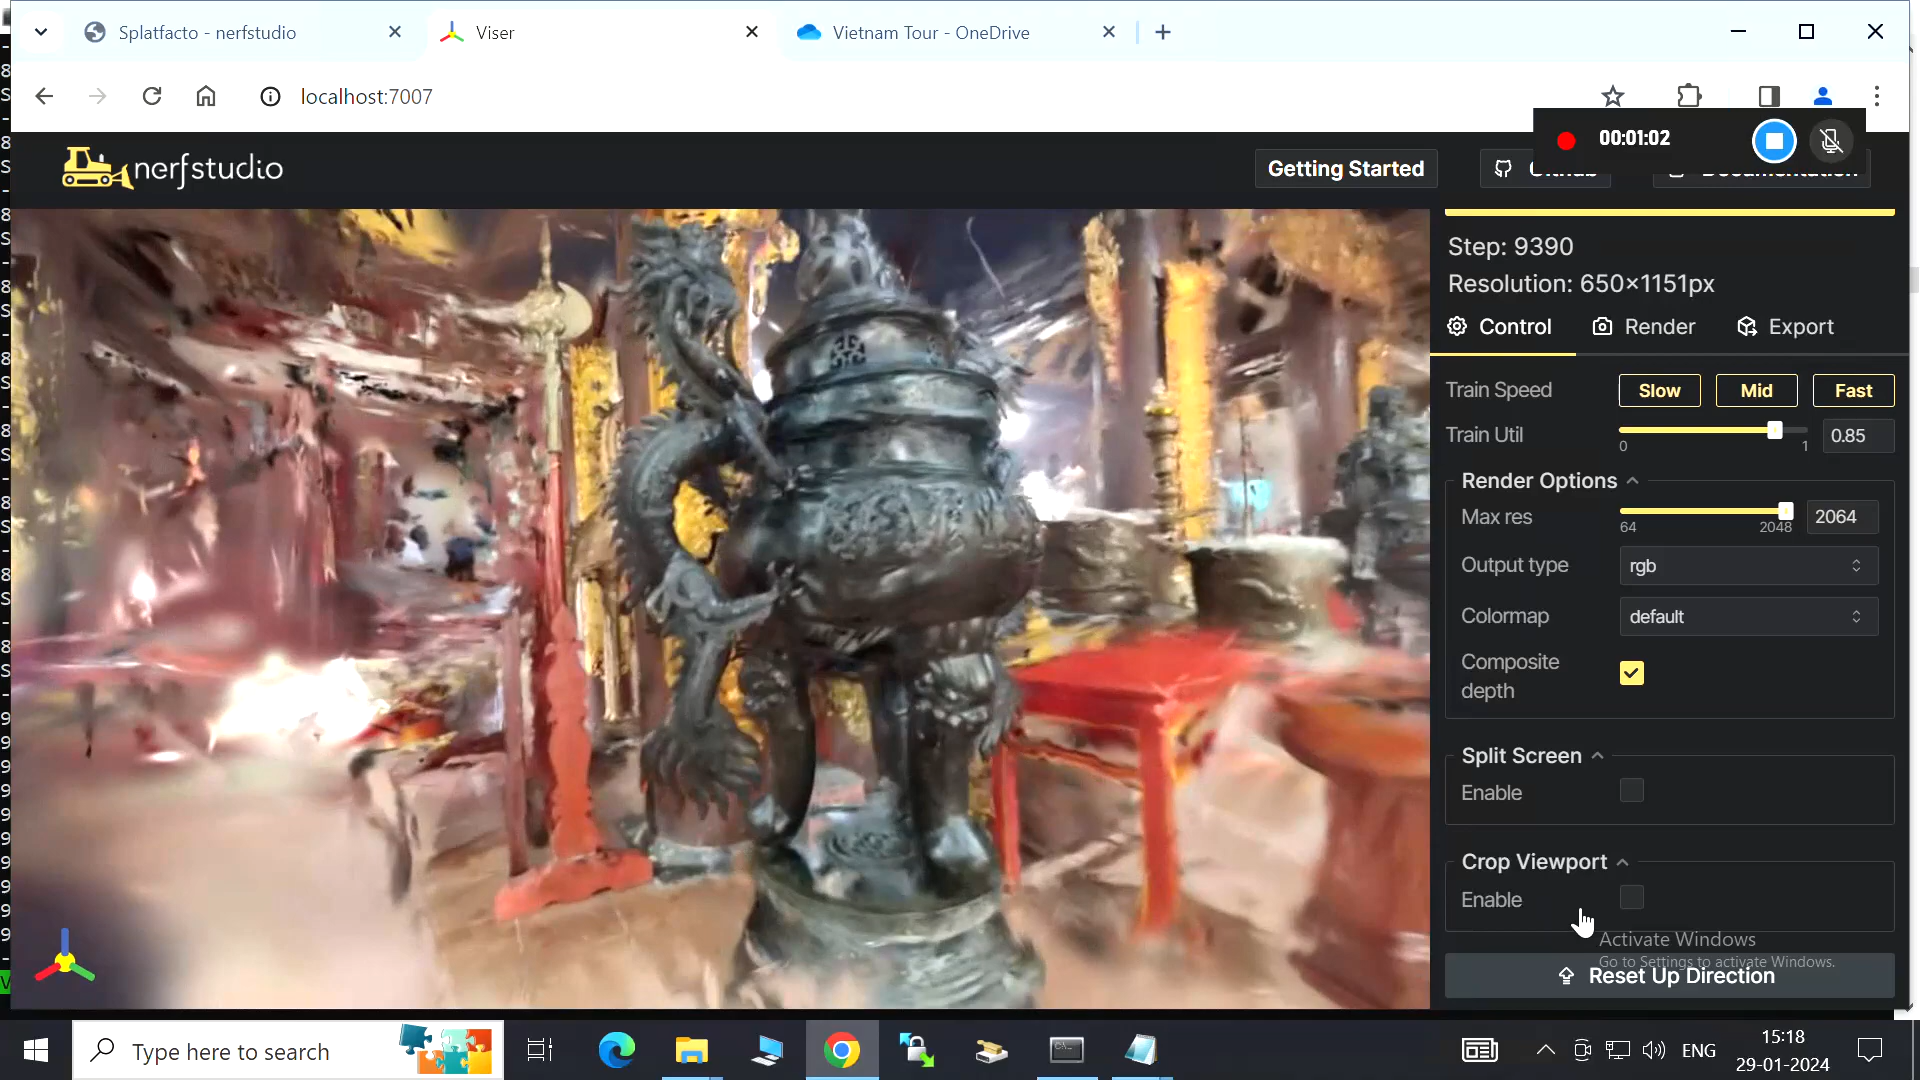 Splatfacto - nerfstudio
Viser
Vietnam Tour - OneDrive
localhost:7007
00:01:02
nerfstudio
Getting Started
Github
Documentation
Step: 9390
Resolution: 650×1151px
Control
Render
Export
Train Speed
Slow
Mid
Fast
Train Util
0
1
0.85
Render Options
Max res
64
2048
2064
Output type
rgb
Colormap
default
Composite
depth
Split Screen
Enable
Crop Viewport
Enable
Activate Windows
Go to Settings to activate Windows.
Reset Up Direction
Type here to search
ENG
15:18
29-01-2024